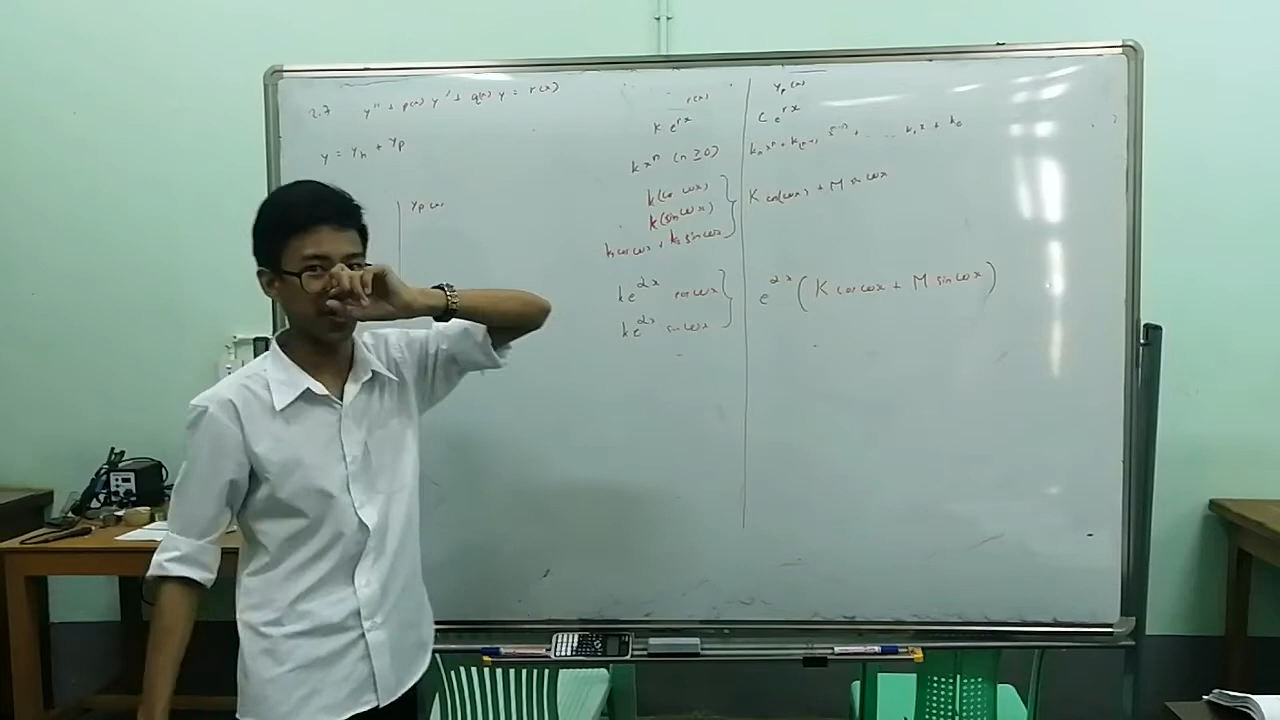 2.7 y'' + p(x) y' + q(x) y = r(x)
y = y_h + y_p
y_p(x)
r(x) y_p(x)
k e^{rx} C e^{rx}
k x^n (n ≥ 0) k_n x^n + k_{(n-1)} x^{(n-1)} + ... k_1 x + k_0
k(cos ωx)
k(sin ωx) K cos(ωx) + M sin ωx
k_1 cos ωx + k_2 sin ωx
k e^{αx} cos ωx e^{αx} (K cos ωx + M sin ωx)
k e^{αx} sin ωx